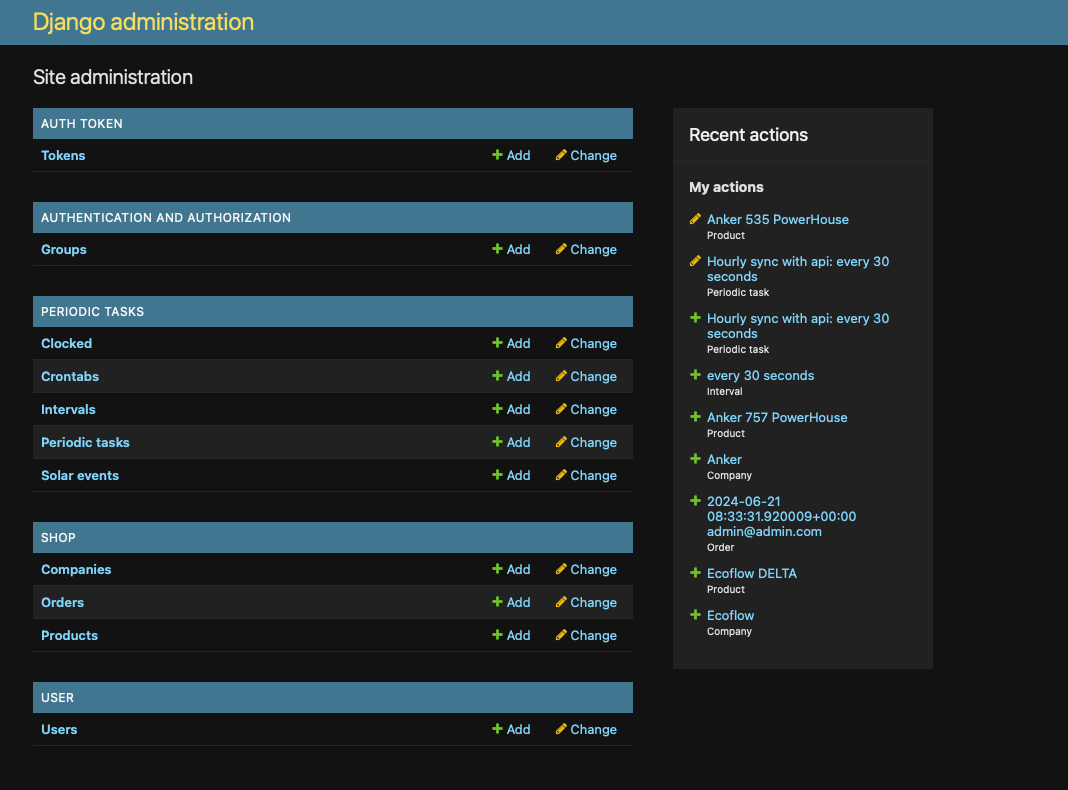 Django administration
Site administration
AUTH TOKEN
Tokens Add Change
AUTHENTICATION AND AUTHORIZATION
Groups Add Change
PERIODIC TASKS
Clocked Add Change
Crontabs Add Change
Intervals Add Change
Periodic tasks Add Change
Solar events Add Change
SHOP
Companies Add Change
Orders Add Change
Products Add Change
USER
Users Add Change
Recent actions
My actions
Anker 535 PowerHouse
Product
Hourly sync with api: every 30
seconds
Periodic task
Hourly sync with api: every 30
seconds
Periodic task
every 30 seconds
Interval
Anker 757 PowerHouse
Product
Anker
Company
2024-06-21
08:33:31.920009+00:00
admin@admin.com
Order
Ecoflow DELTA
Product
Ecoflow
Company